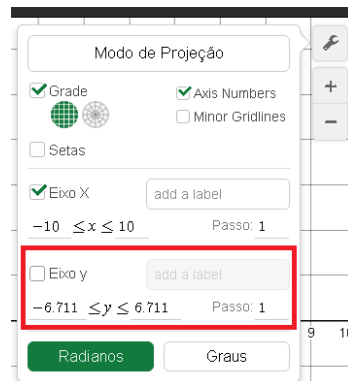 Modo de Projeção
Grade
Axis Numbers
Minor Gridlines
Setas
Eixo X add a label
-10 ≤ x ≤ 10 Passo: 1
Eixo y add a label
-6.711 ≤ y ≤ 6.711 Passo: 1
Radianos Graus
+
−
9 1